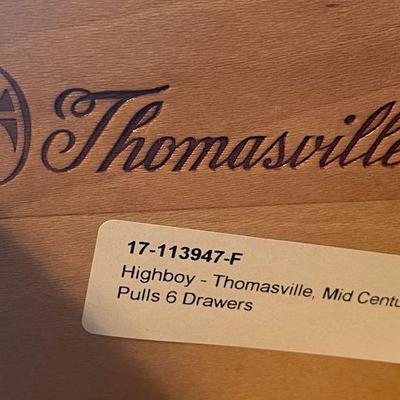 Thomasville
17-113947-F
Highboy - Thomasville, Mid Centu
Pulls 6 Drawers